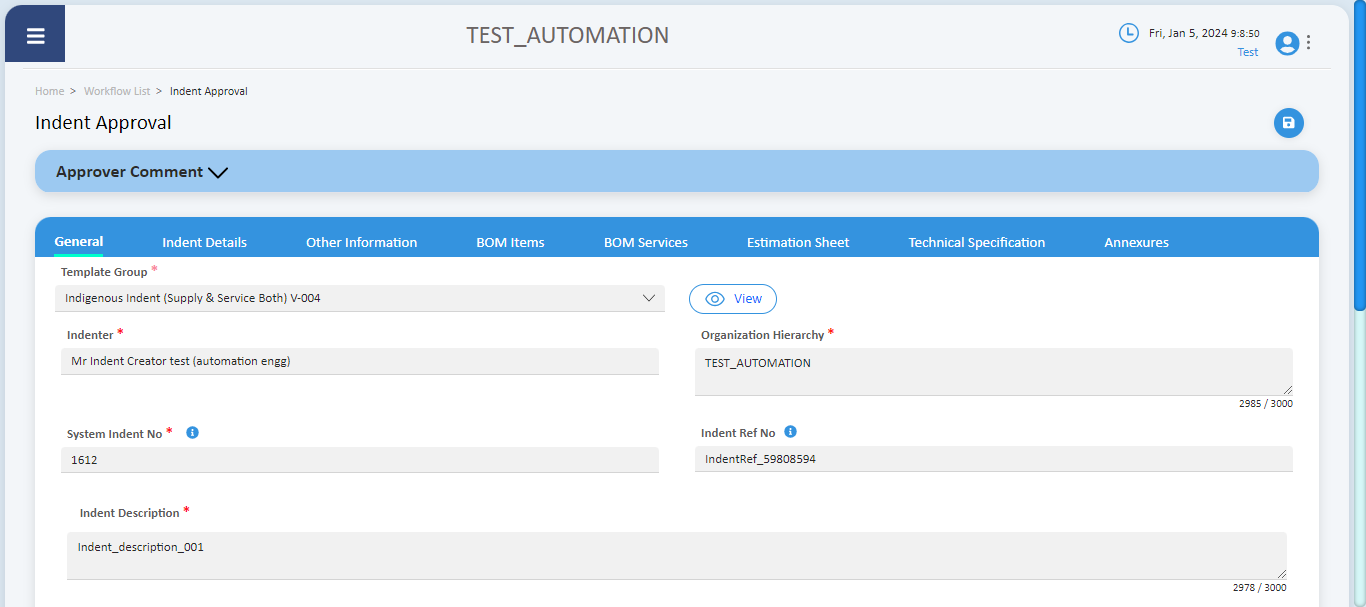 TEST_AUTOMATION
Fri, Jan 5, 2024 9:8:50
Test
Home > Workflow List > Indent Approval
Indent Approval
Approver Comment
General Indent Details Other Information BOM Items BOM Services Estimation Sheet Technical Specification Annexures
Template Group *
Indigenous Indent (Supply & Service Both) V-004
View
Indenter *
Organization Hierarchy *
Mr Indent Creator test (automation engg)
TEST_AUTOMATION
2985 / 3000
System Indent No *
Indent Ref No
1612
IndentRef_59808594
Indent Description *
Indent_description_001
2978 / 3000